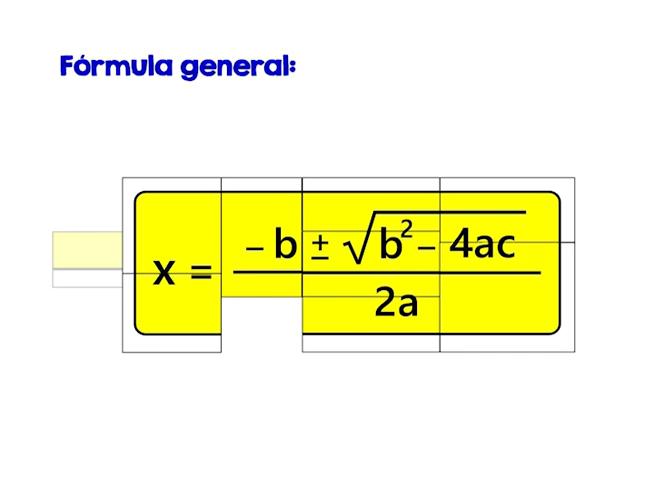 Fórmula general:
x = – b ± √b² – 4ac
2a